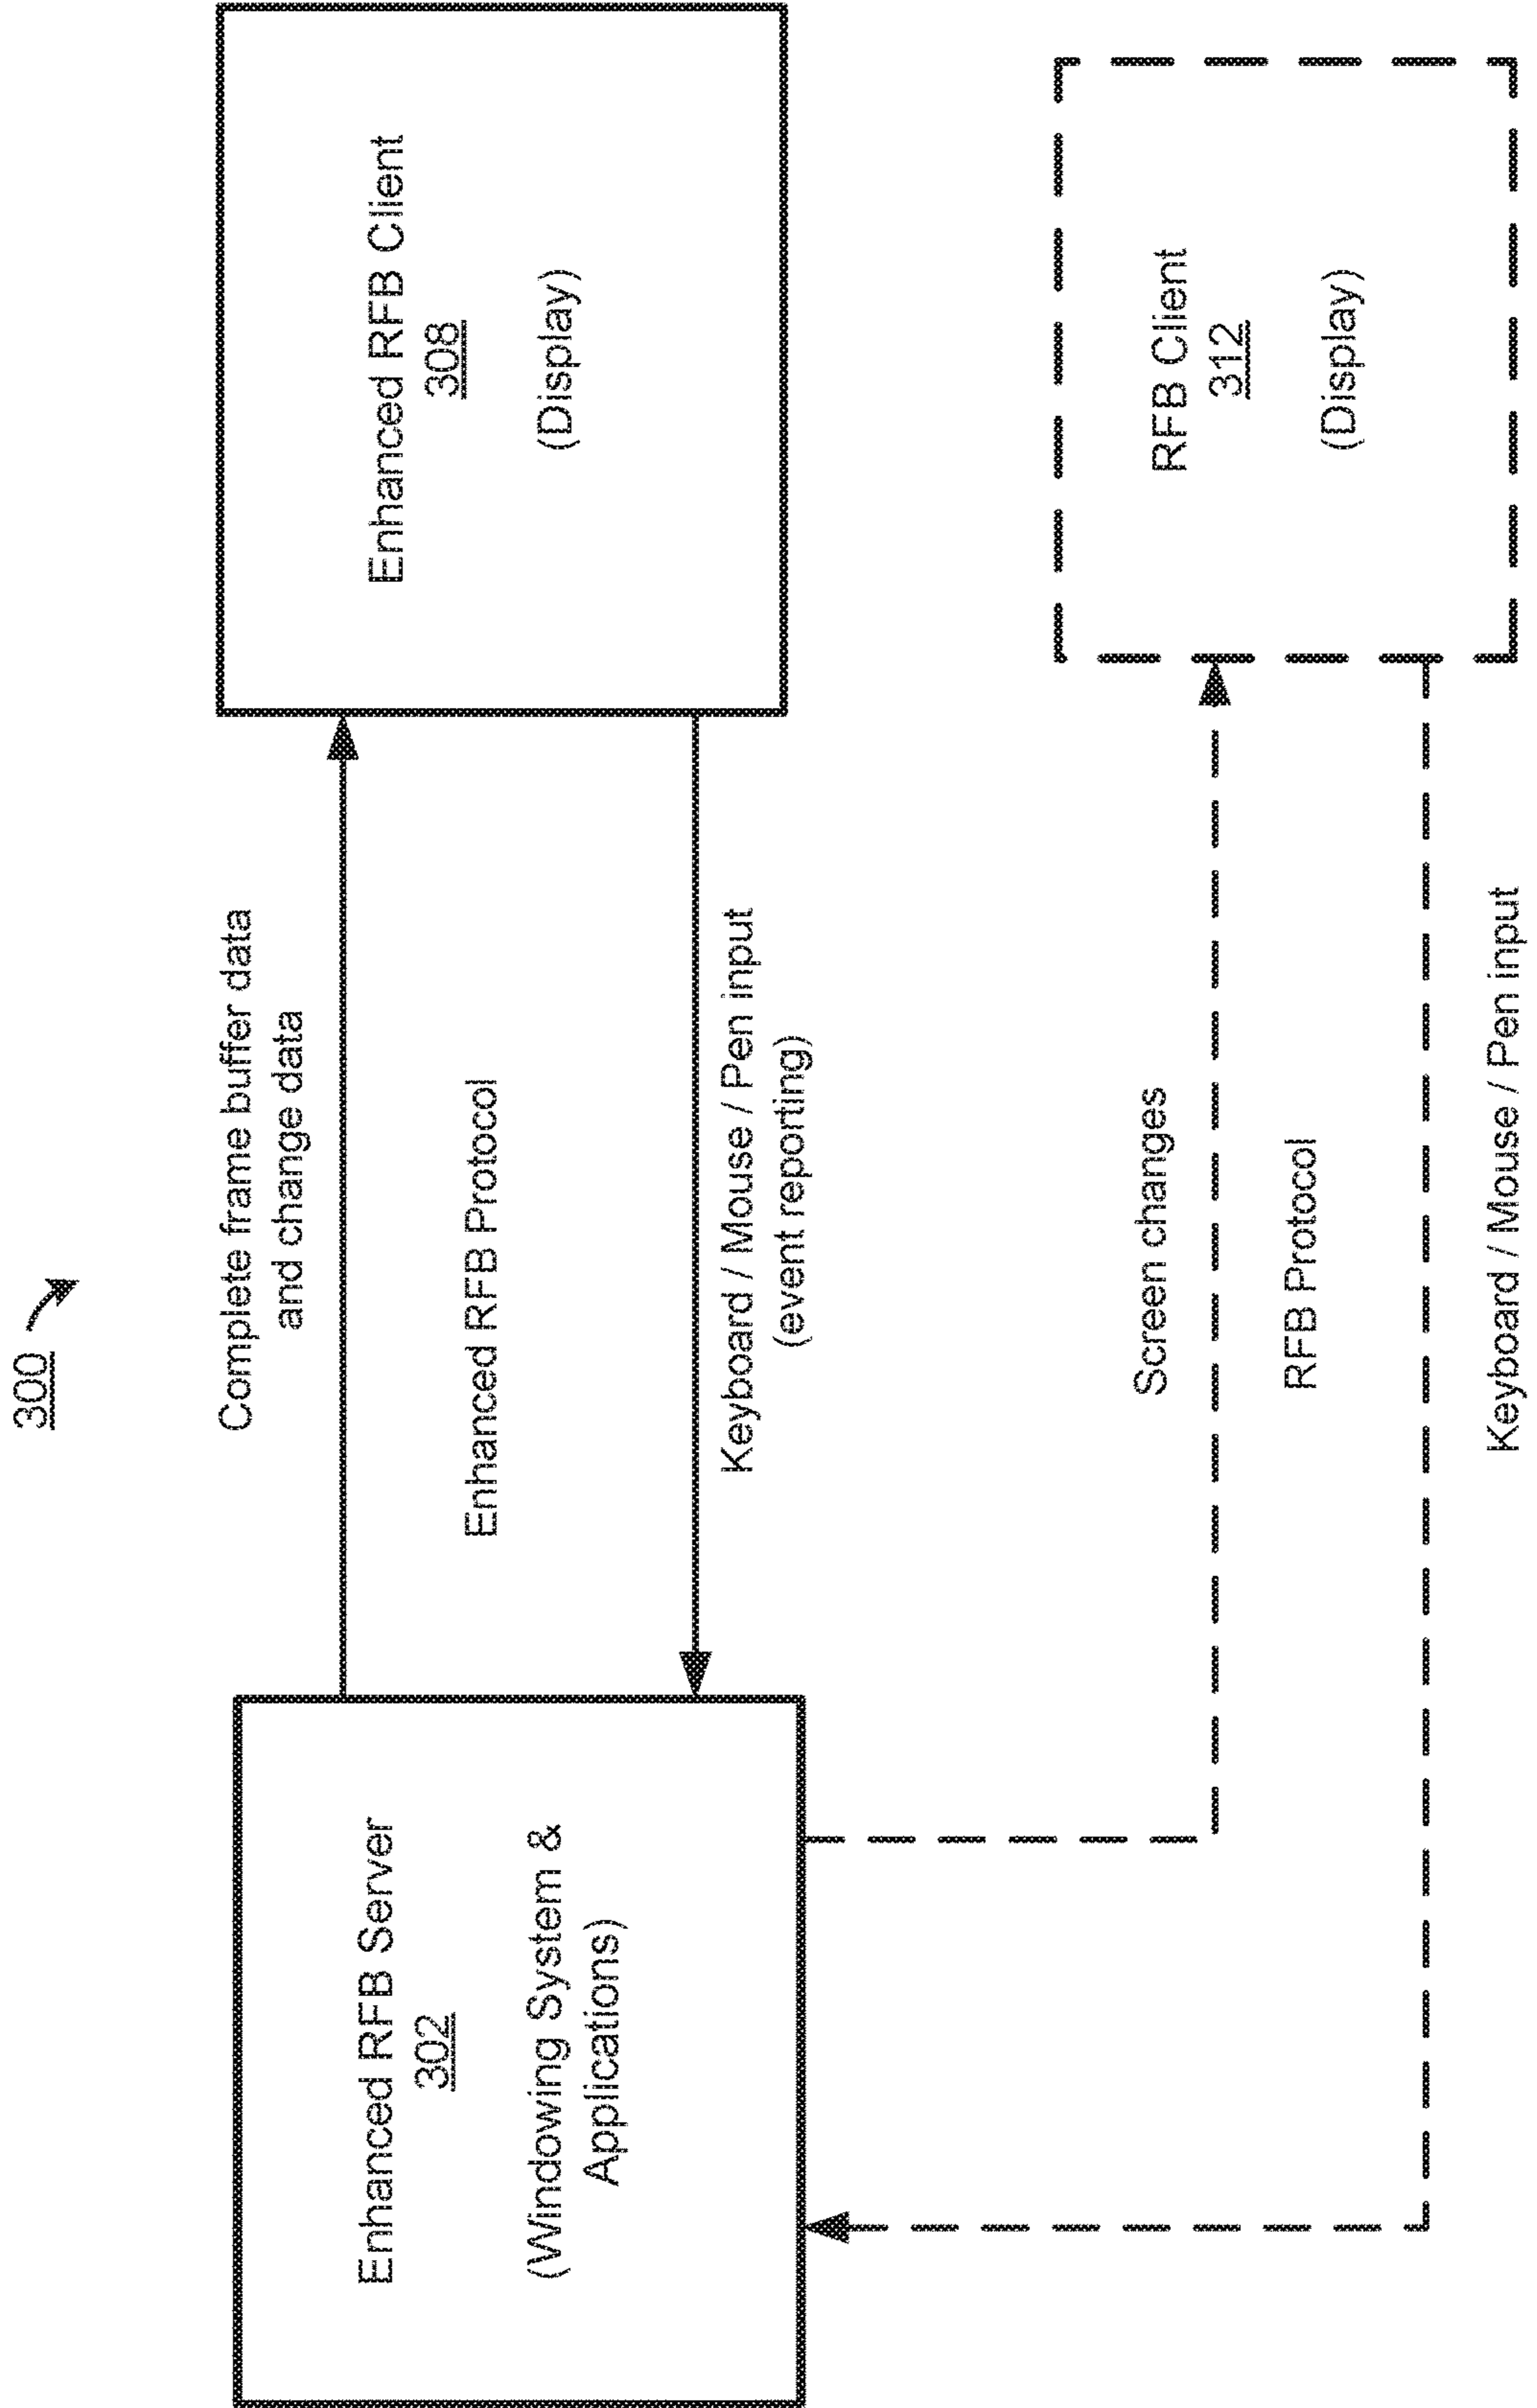 300
Complete frame buffer data
and change data
Enhanced RFB Server
302
(Windowing System &
Applications)
Enhanced RFB Protocol
Keyboard / Mouse / Pen input
(event reporting)
Enhanced RFB Client
308
(Display)
Screen changes
RFB Protocol
Keyboard / Mouse / Pen input
RFB Client
312
(Display)